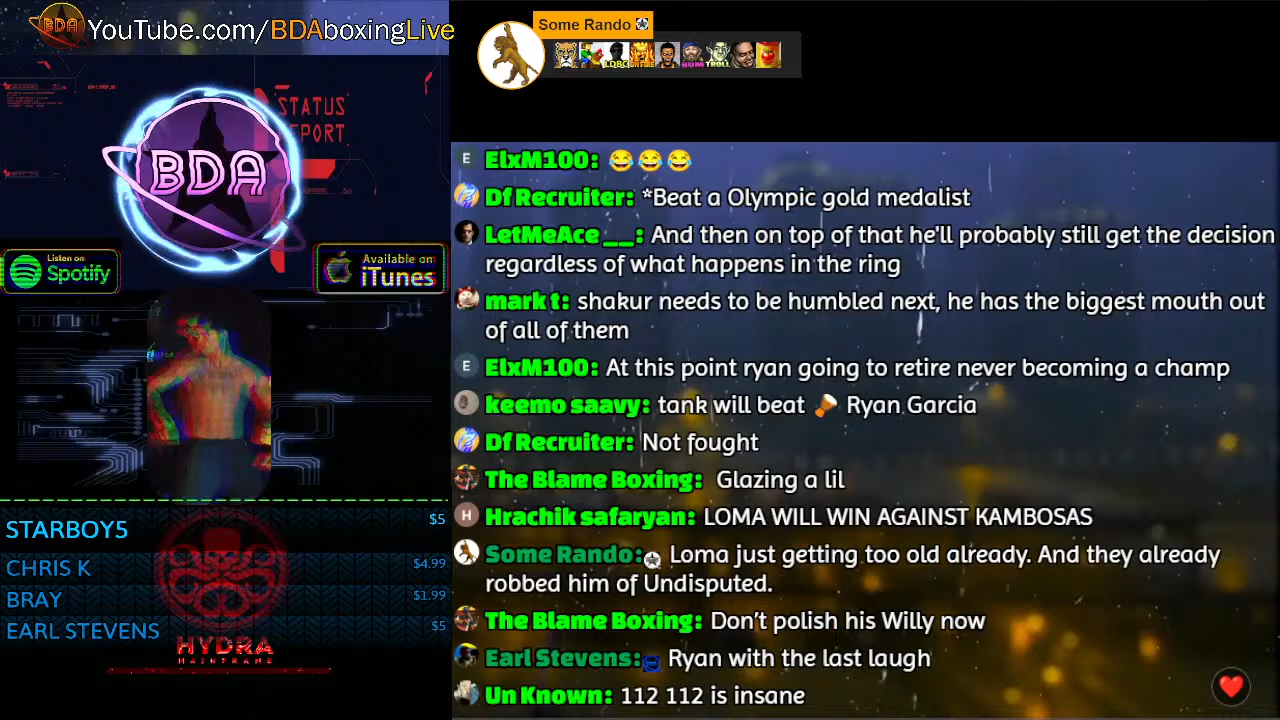 YouTube.com/BDAboxingLive
STATUS
REPORT
BDA
Listen on
Spotify
Available on
iTunes
STARBOY5 $5
CHRIS K $4.99
BRAY $1.99
EARL STEVENS $5
HYDRA
MAINFRAME
Some Rando
ElxM100: 😂😂😂
Df Recruiter: *Beat a Olympic gold medalist
LetMeAce __: And then on top of that he'll probably still get the decision
regardless of what happens in the ring
mark t: shakur needs to be humbled next, he has the biggest mouth out
of all of them
ElxM100: At this point ryan going to retire never becoming a champ
keemo saavy: tank will beat 🪘 Ryan Garcia
Df Recruiter: Not fought
The Blame Boxing: Glazing a lil
Hrachik safaryan: LOMA WILL WIN AGAINST KAMBOSAS
Some Rando: Loma just getting too old already. And they already
robbed him of Undisputed.
The Blame Boxing: Don't polish his Willy now
Earl Stevens: Ryan with the last laugh
Un Known: 112 112 is insane